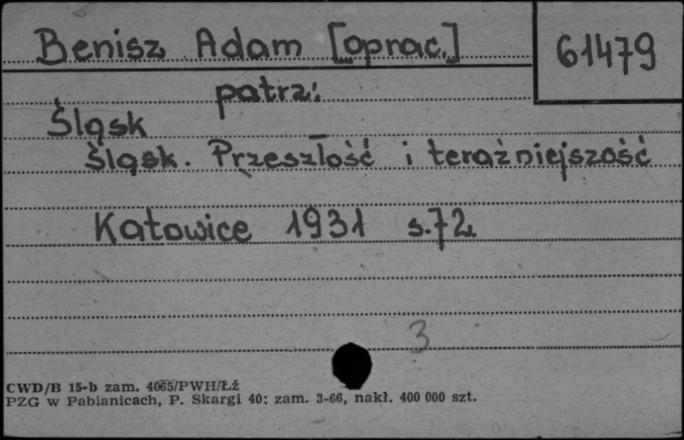 Benisz Adam [oprac.]
61479
patrz:
Śląsk
Śląsk. Przeszłość i teraźniejszość
Katowice 1931 s.72
3
CWD/B 15-b zam. 4065/PWH/Łź
PZG w Pabianicach, P. Skargi 40; zam. 3-66, nakł. 400 000 szt.